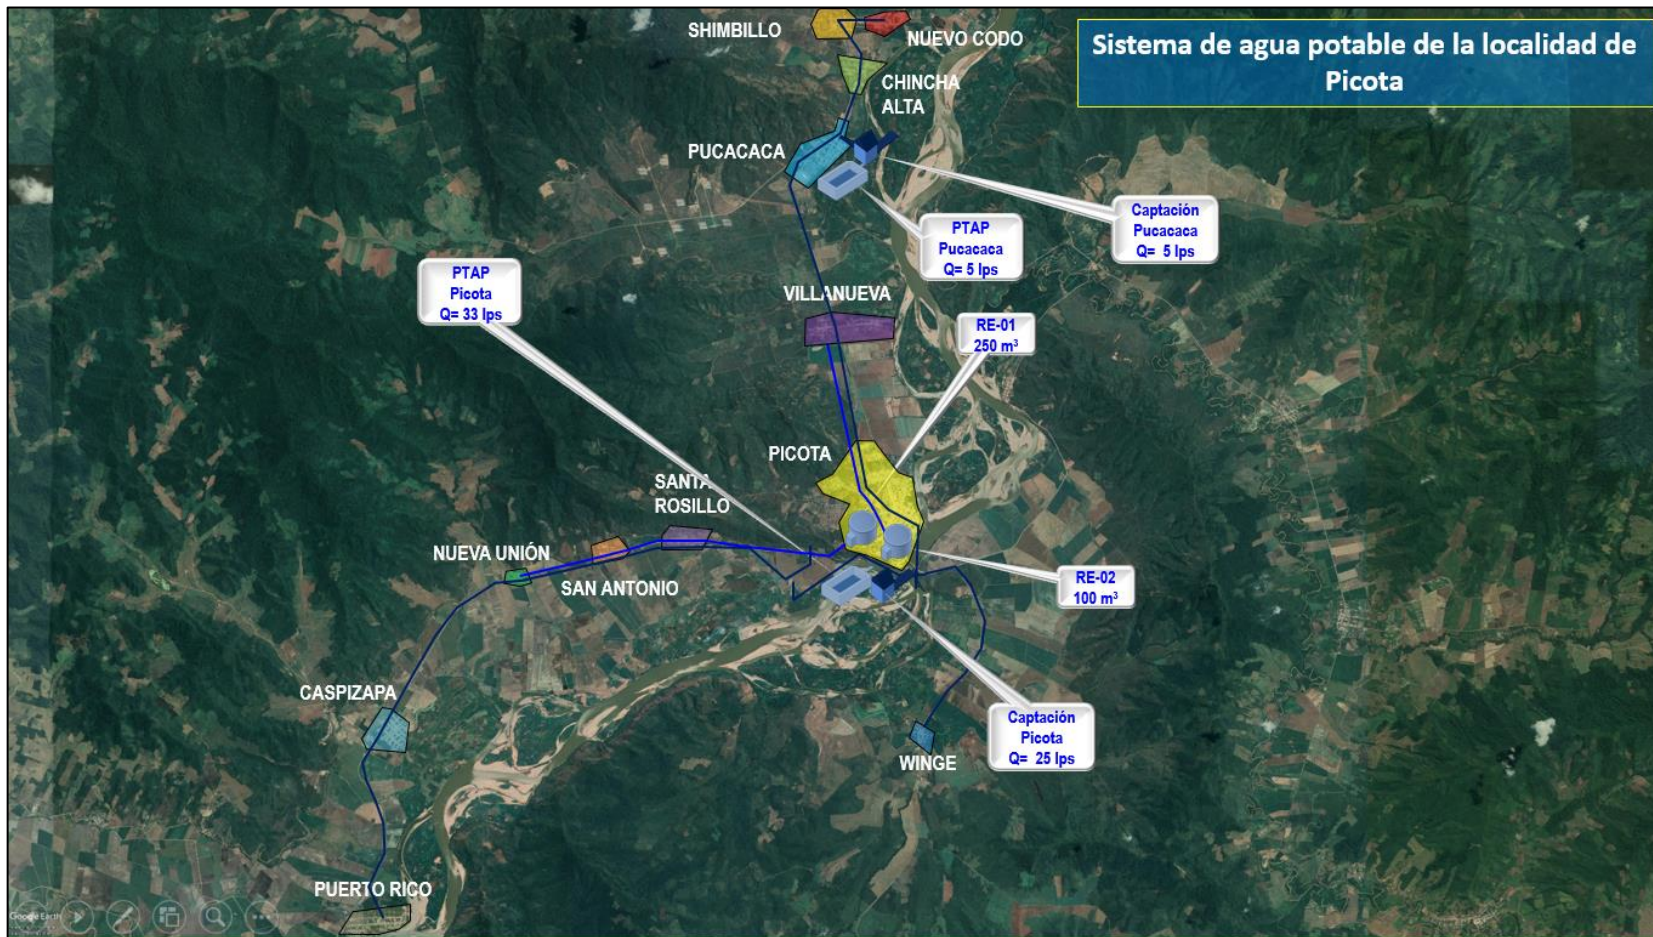 Sistema de agua potable de la localidad de
Picota
SHIMBILLO
NUEVO CODO
CHINCHA
ALTA
PUCACACA
Captación
Pucacaca
Q= 5 lps
PTAP
Pucacaca
Q= 5 lps
PTAP
Picota
Q= 33 lps
VILLANUEVA
RE-01
250 m³
PICOTA
SANTA
ROSILLO
NUEVA UNIÓN
SAN ANTONIO
RE-02
100 m³
CASPIZAPA
Captación
Picota
Q= 25 lps
WINGE
PUERTO RICO
Google Earth